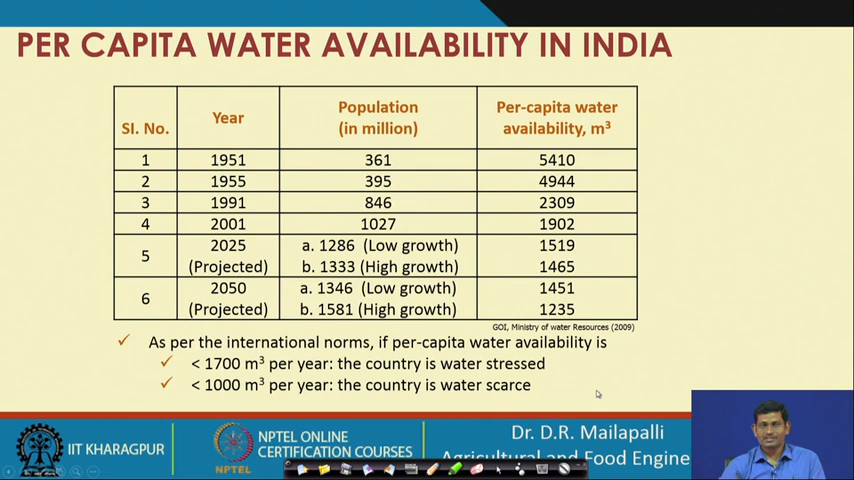 PER CAPITA WATER AVAILABILITY IN INDIA
Sl. No. Year Population (in million) Per-capita water availability, m³
1 1951 361 5410
2 1955 395 4944
3 1991 846 2309
4 2001 1027 1902
5 2025 (Projected) a. 1286 (Low growth) 1519
b. 1333 (High growth) 1465
6 2050 (Projected) a. 1346 (Low growth) 1451
b. 1581 (High growth) 1235
GOI, Ministry of water Resources (2009)
As per the international norms, if per-capita water availability is
< 1700 m³ per year: the country is water stressed
< 1000 m³ per year: the country is water scarce
IIT KHARAGPUR
NPTEL
NPTEL ONLINE
CERTIFICATION COURSES
Dr. D.R. Mailapalli
Agricultural and Food Engine